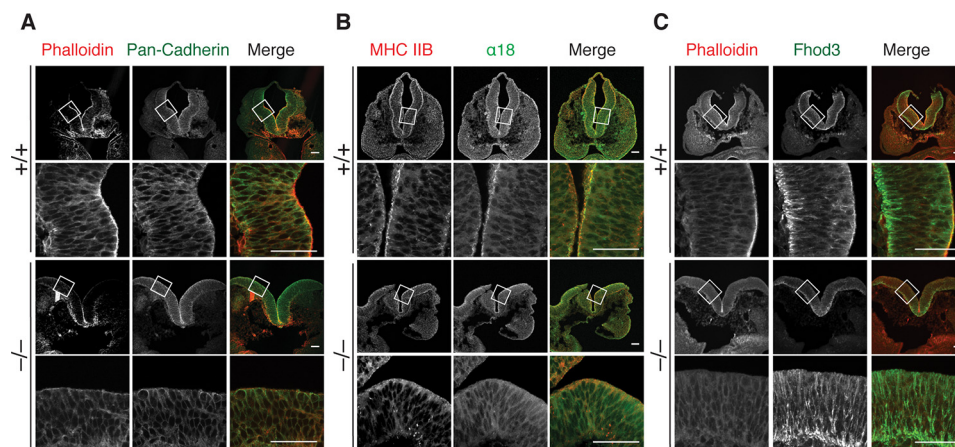 A
Phalloidin Pan-Cadherin Merge
+/+
−/−
B
MHC IIB α18 Merge
+/+
−/−
C
Phalloidin Fhod3 Merge
+/+
−/−